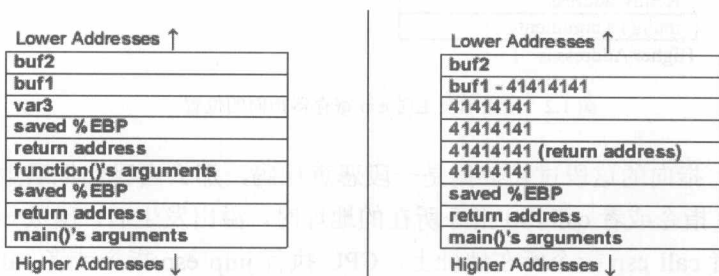 Lower Addresses ↑
buf2
buf1
var3
saved %EBP
return address
function()'s arguments
saved %EBP
return address
main()'s arguments
Higher Addresses ↓
Lower Addresses ↑
buf2
buf1 - 41414141
41414141
41414141
41414141 (return address)
41414141
saved %EBP
return address
main()'s arguments
Higher Addresses ↓